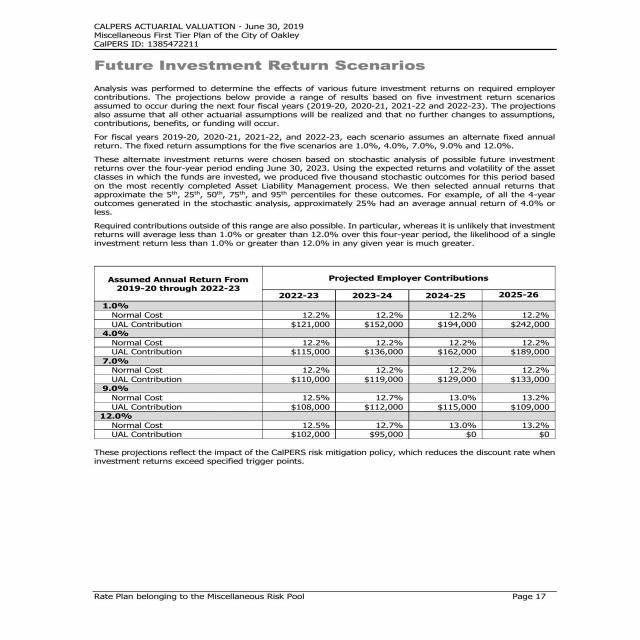 CALPERS ACTUARIAL VALUATION - June 30, 2019
Miscellaneous First Tier Plan of the City of Oakley
CalPERS ID: 1385472211
Future Investment Return Scenarios
Analysis was performed to determine the effects of various future investment returns on required employer
contributions. The projections below provide a range of results based on five investment return scenarios
assumed to occur during the next four fiscal years (2019-20, 2020-21, 2021-22 and 2022-23). The projections
also assume that all other actuarial assumptions will be realized and that no further changes to assumptions,
contributions, benefits, or funding will occur.
For fiscal years 2019-20, 2020-21, 2021-22, and 2022-23, each scenario assumes an alternate fixed annual
return. The fixed return assumptions for the five scenarios are 1.0%, 4.0%, 7.0%, 9.0% and 12.0%.
These alternate investment returns were chosen based on stochastic analysis of possible future investment
returns over the four-year period ending June 30, 2023. Using the expected returns and volatility of the asset
classes in which the funds are invested, we produced five thousand stochastic outcomes for this period based
on the most recently completed Asset Liability Management process. We then selected annual returns that
approximate the 5th, 25th, 50th, 75th, and 95th percentiles for these outcomes. For example, of all the 4-year
outcomes generated in the stochastic analysis, approximately 25% had an average annual return of 4.0% or
less.
Required contributions outside of this range are also possible. In particular, whereas it is unlikely that investment
returns will average less than 1.0% or greater than 12.0% over this four-year period, the likelihood of a single
investment return less than 1.0% or greater than 12.0% in any given year is much greater.
Assumed Annual Return From
2019-20 through 2022-23
Projected Employer Contributions
2022-23 2023-24 2024-25 2025-26
1.0%
Normal Cost 12.2% 12.2% 12.2% 12.2%
UAL Contribution $121,000 $152,000 $194,000 $242,000
4.0%
Normal Cost 12.2% 12.2% 12.2% 12.2%
UAL Contribution $115,000 $136,000 $162,000 $189,000
7.0%
Normal Cost 12.2% 12.2% 12.2% 12.2%
UAL Contribution $110,000 $119,000 $129,000 $133,000
9.0%
Normal Cost 12.5% 12.7% 13.0% 13.2%
UAL Contribution $108,000 $112,000 $115,000 $109,000
12.0%
Normal Cost 12.5% 12.7% 13.0% 13.2%
UAL Contribution $102,000 $95,000 $0 $0
These projections reflect the impact of the CalPERS risk mitigation policy, which reduces the discount rate when
investment returns exceed specified trigger points.
Rate Plan belonging to the Miscellaneous Risk Pool Page 17